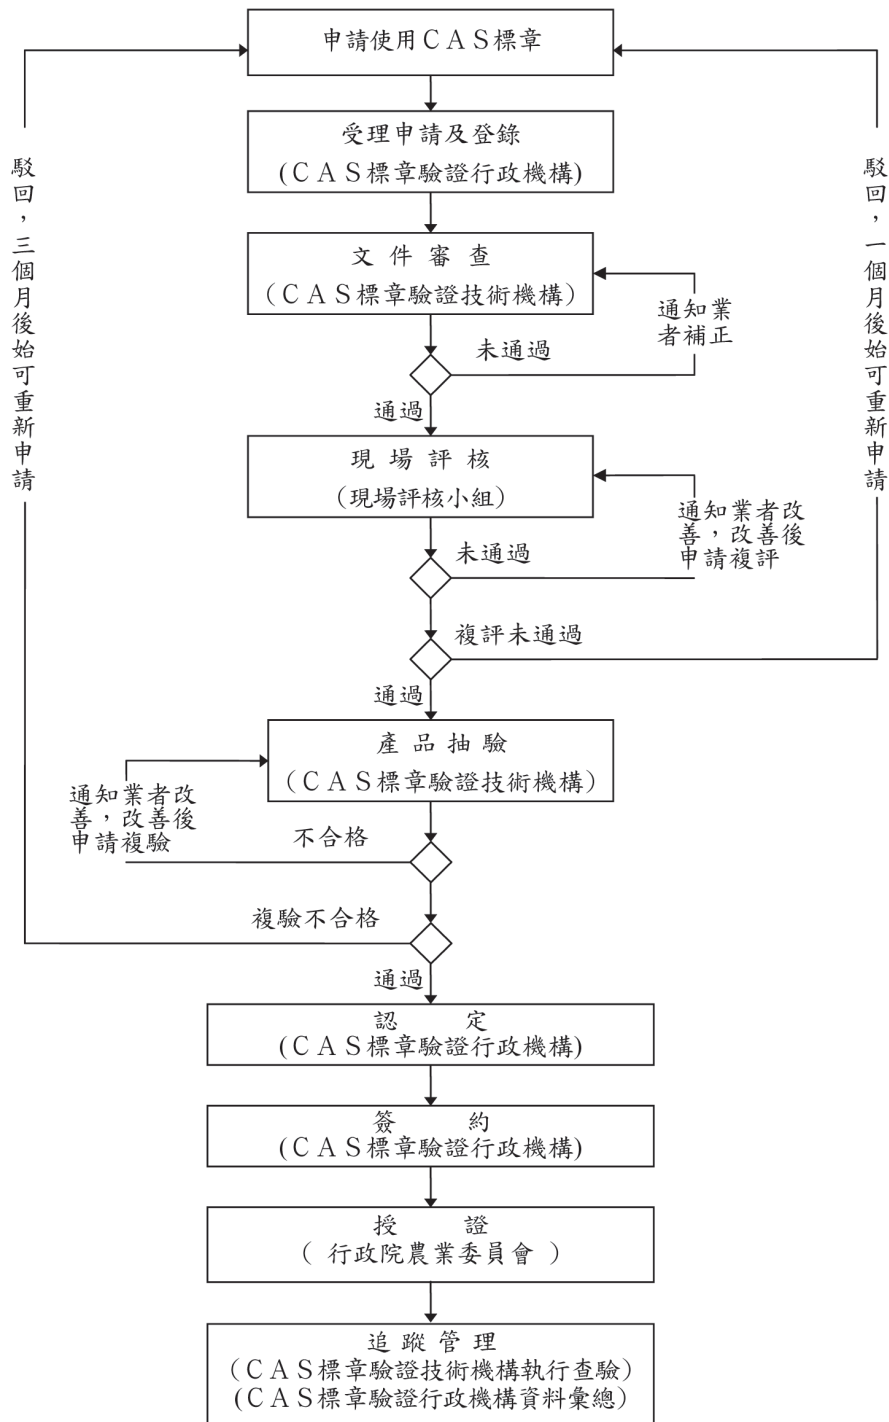 申請使用ＣＡＳ標章
受理申請及登錄
(ＣＡＳ標章驗證行政機構)
駁回，三個月後始可重新申請
駁回，一個月後始可重新申請
文件審查
（ＣＡＳ標章驗證技術機構）
通知業
者補正
未通過
通過
現場評核
（現場評核小組）
通知業者改
善，改善後
申請複評
未通過
複評未通過
通過
產品抽驗
（ＣＡＳ標章驗證技術機構）
通知業者改
善，改善後
申請複驗
不合格
複驗不合格
通過
認定
(ＣＡＳ標章驗證行政機構)
簽約
(ＣＡＳ標章驗證行政機構)
授證
（行政院農業委員會）
追蹤管理
（ＣＡＳ標章驗證技術機構執行查驗）
(ＣＡＳ標章驗證行政機構資料彙總)